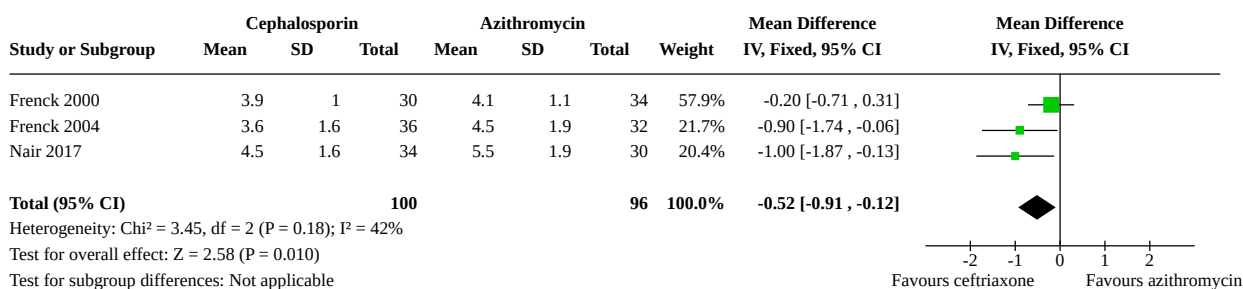 Cephalosporin Azithromycin Mean Difference Mean Difference
Study or Subgroup Mean SD Total Mean SD Total Weight IV, Fixed, 95% CI IV, Fixed, 95% CI
Frenck 2000 3.9 1 30 4.1 1.1 34 57.9% -0.20 [-0.71 , 0.31]
Frenck 2004 3.6 1.6 36 4.5 1.9 32 21.7% -0.90 [-1.74 , -0.06]
Nair 2017 4.5 1.6 34 5.5 1.9 30 20.4% -1.00 [-1.87 , -0.13]
Total (95% CI) 100 96 100.0% -0.52 [-0.91 , -0.12]
Heterogeneity: Chi² = 3.45, df = 2 (P = 0.18); I² = 42%
Test for overall effect: Z = 2.58 (P = 0.010)
Test for subgroup differences: Not applicable
-2 -1 0 1 2
Favours ceftriaxone Favours azithromycin